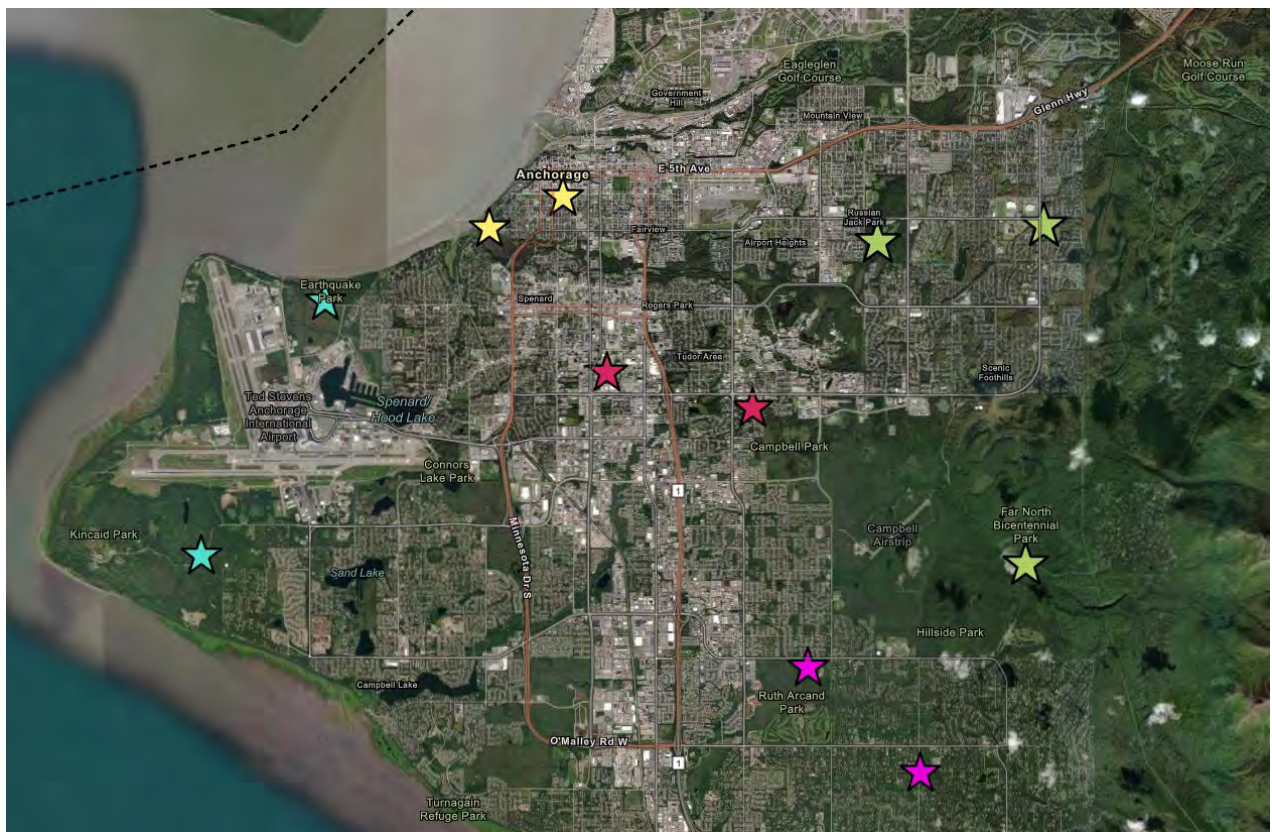 Eagleglen
Golf Course
Moose Run
Golf Course
Government
Hill
Glenn Hwy
Mountain View
E 5th Ave
Anchorage
Russian
Jack Park
Fairview
Airport Heights
Earthquake
Park
Spenard
Rogers Park
Tudor Area
Scenic
Foothills
Ted Stevens
Anchorage
International
Airport
Spenard/
Hood Lake
Campbell Park
Connors
Lake Park
1
Far North
Bicentennial
Park
Kincaid Park
Minnesota Dr S
Campbell
Airstrip
Sand Lake
Hillside Park
Campbell Lake
Ruth Arcand
Park
O'Malley Rd W
1
Turnagain
Refuge Park